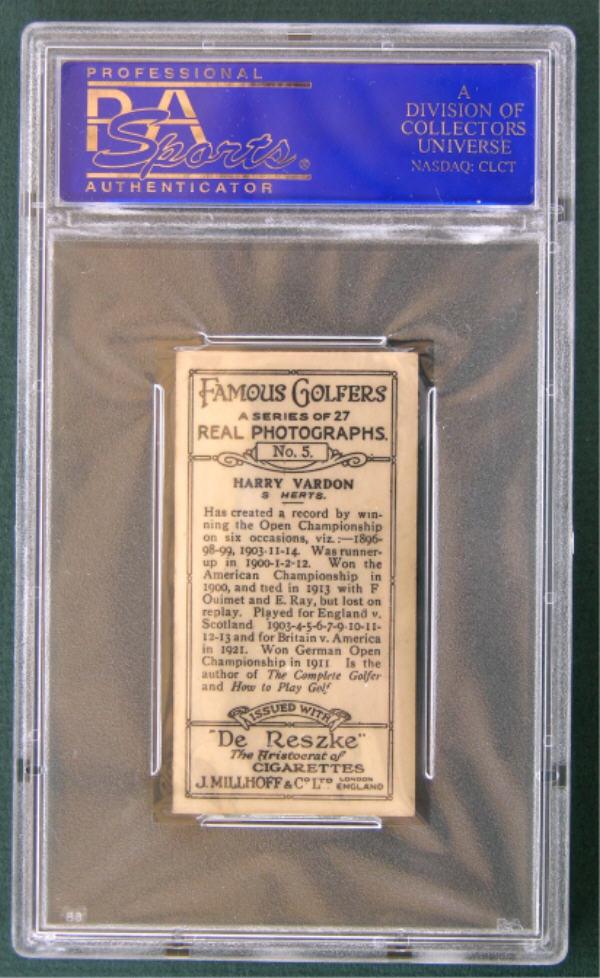 PROFESSIONAL
PSA
Sports®
AUTHENTICATOR
A
DIVISION OF
COLLECTORS
UNIVERSE
NASDAQ: CLCT
FAMOUS GOLFERS
A SERIES OF 27
REAL PHOTOGRAPHS.
No. 5.
HARRY VARDON
S HERTS.
Has created a record by win-
ning the Open Championship
on six occasions, viz.:—1896-
98-99, 1903-11-14. Was runner-
up in 1900-1-2-12. Won the
American Championship in
1900, and tied in 1913 with F
Ouimet and E. Ray, but lost on
replay. Played for England v.
Scotland 1903-4-5-6-7-9-10-11-
12-13 and for Britain v. America
in 1921. Won German Open
Championship in 1911 Is the
author of The Complete Golfer
and How to Play Golf
ISSUED WITH
"De Reszke"
The Aristocrat of
CIGARETTES
J. MILLHOFF & Co LTD. LONDON ENGLAND